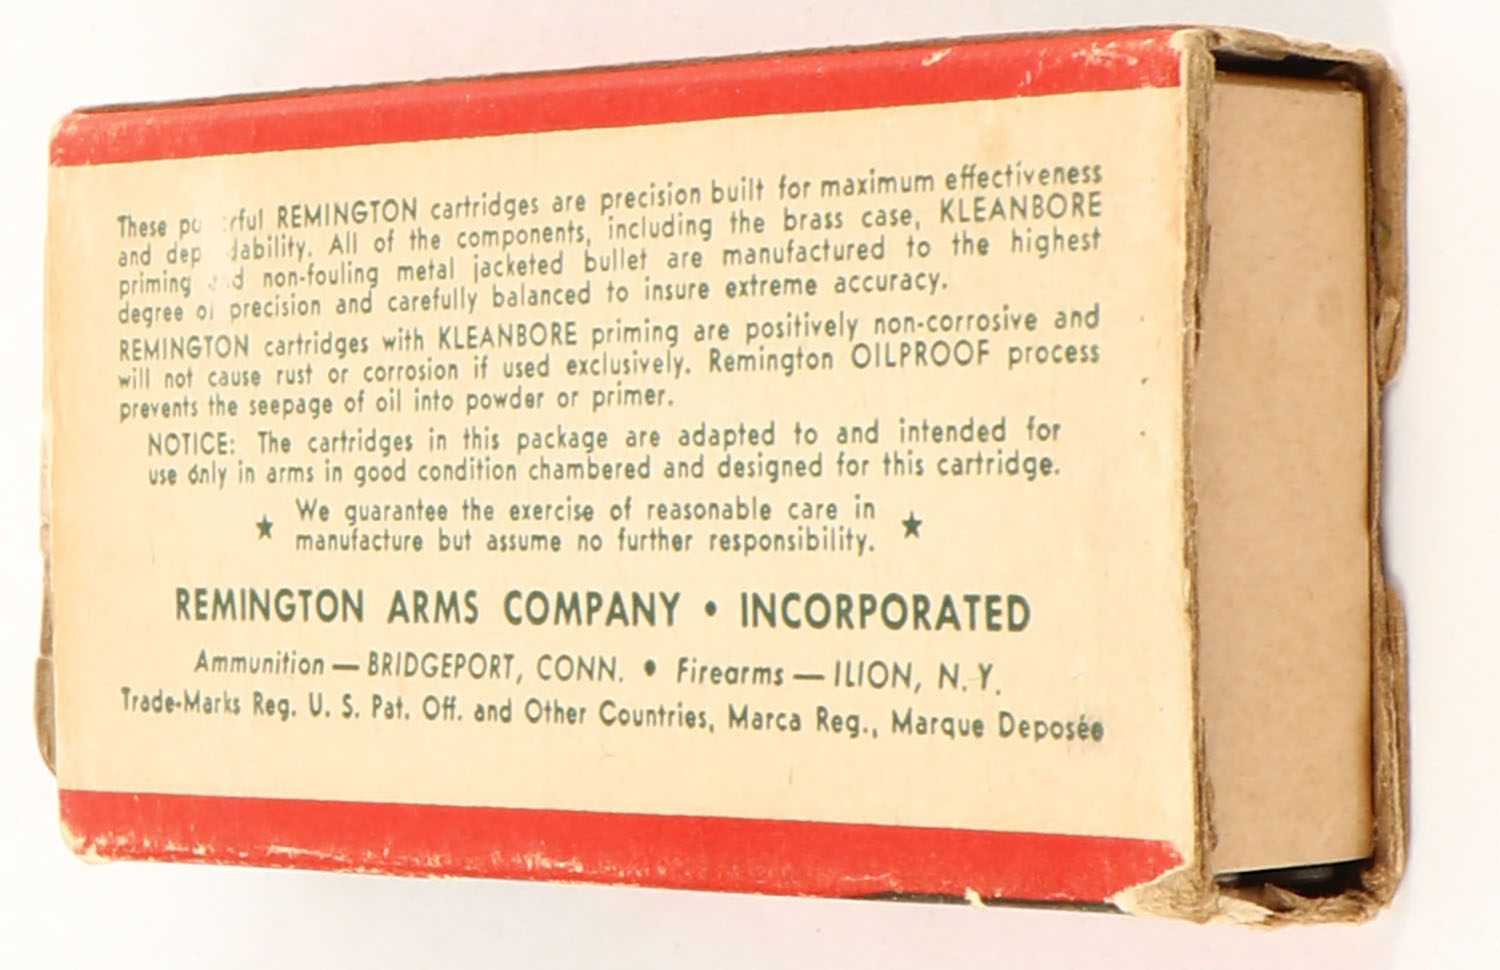 These REMINGTON cartridges are precision built for maximum effectiveness
and All of the components, including the brass case, KLEANBORE
priming non-fouling metal jacketed bullet are manufactured to the highest
degree precision and carefully balanced to insure extreme accuracy.
REMINGTON cartridges with KLEANBORE priming are positively non-corrosive and
will not cause rust or corrosion if used exclusively. Remington OILPROOF process
prevents the seepage of oil into powder or primer.
NOTICE: The cartridges in this package are adapted to and intended for
use only in arms in good condition chambered and designed for this cartridge.
★ We guarantee the exercise of reasonable care in ★
manufacture but assume no further responsibility.
REMINGTON ARMS COMPANY • INCORPORATED
Ammunition — BRIDGEPORT, CONN. • Firearms — ILION, N. Y.
Trade-Marks Reg. U. S. Pat. Off. and Other Countries, Marca Reg., Marque Deposée